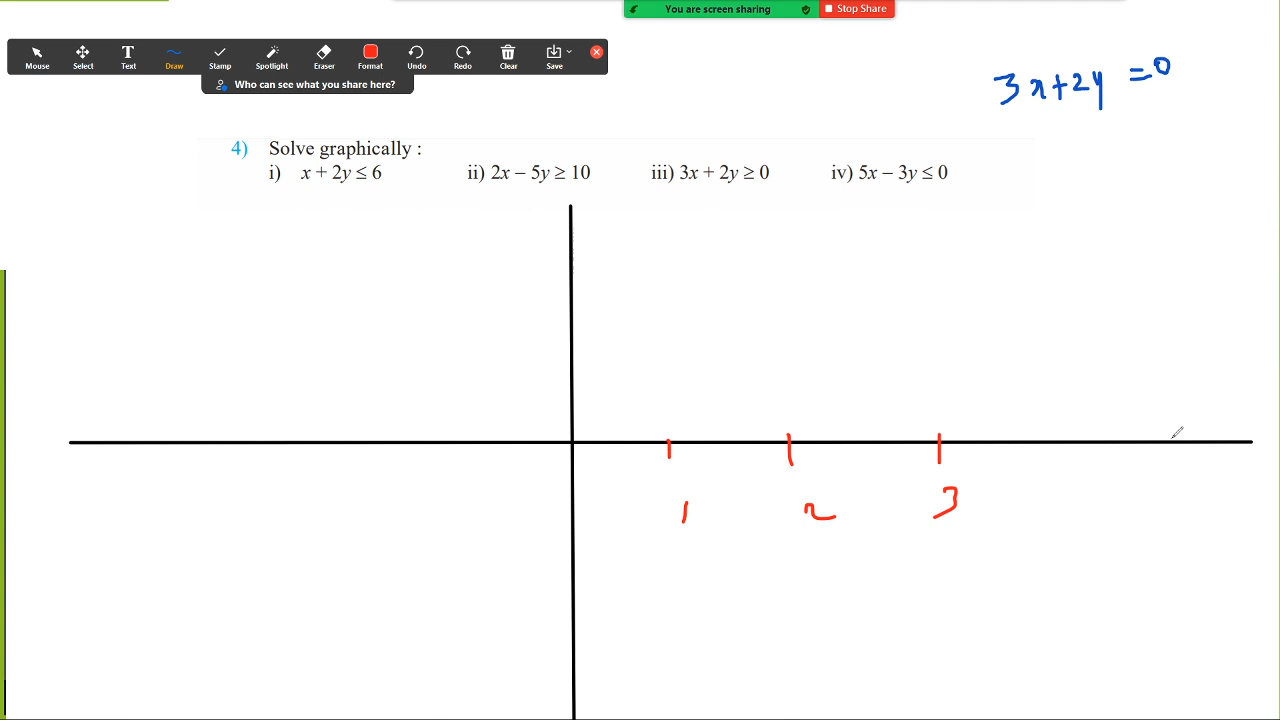 You are screen sharing Stop Share
Mouse Select Text Draw Stamp Spotlight Eraser Format Undo Redo Clear Save
Who can see what you share here?
3x+2y =0
4) Solve graphically :
i) x + 2y ≤ 6 ii) 2x − 5y ≥ 10 iii) 3x + 2y ≥ 0 iv) 5x − 3y ≤ 0
1 2 3